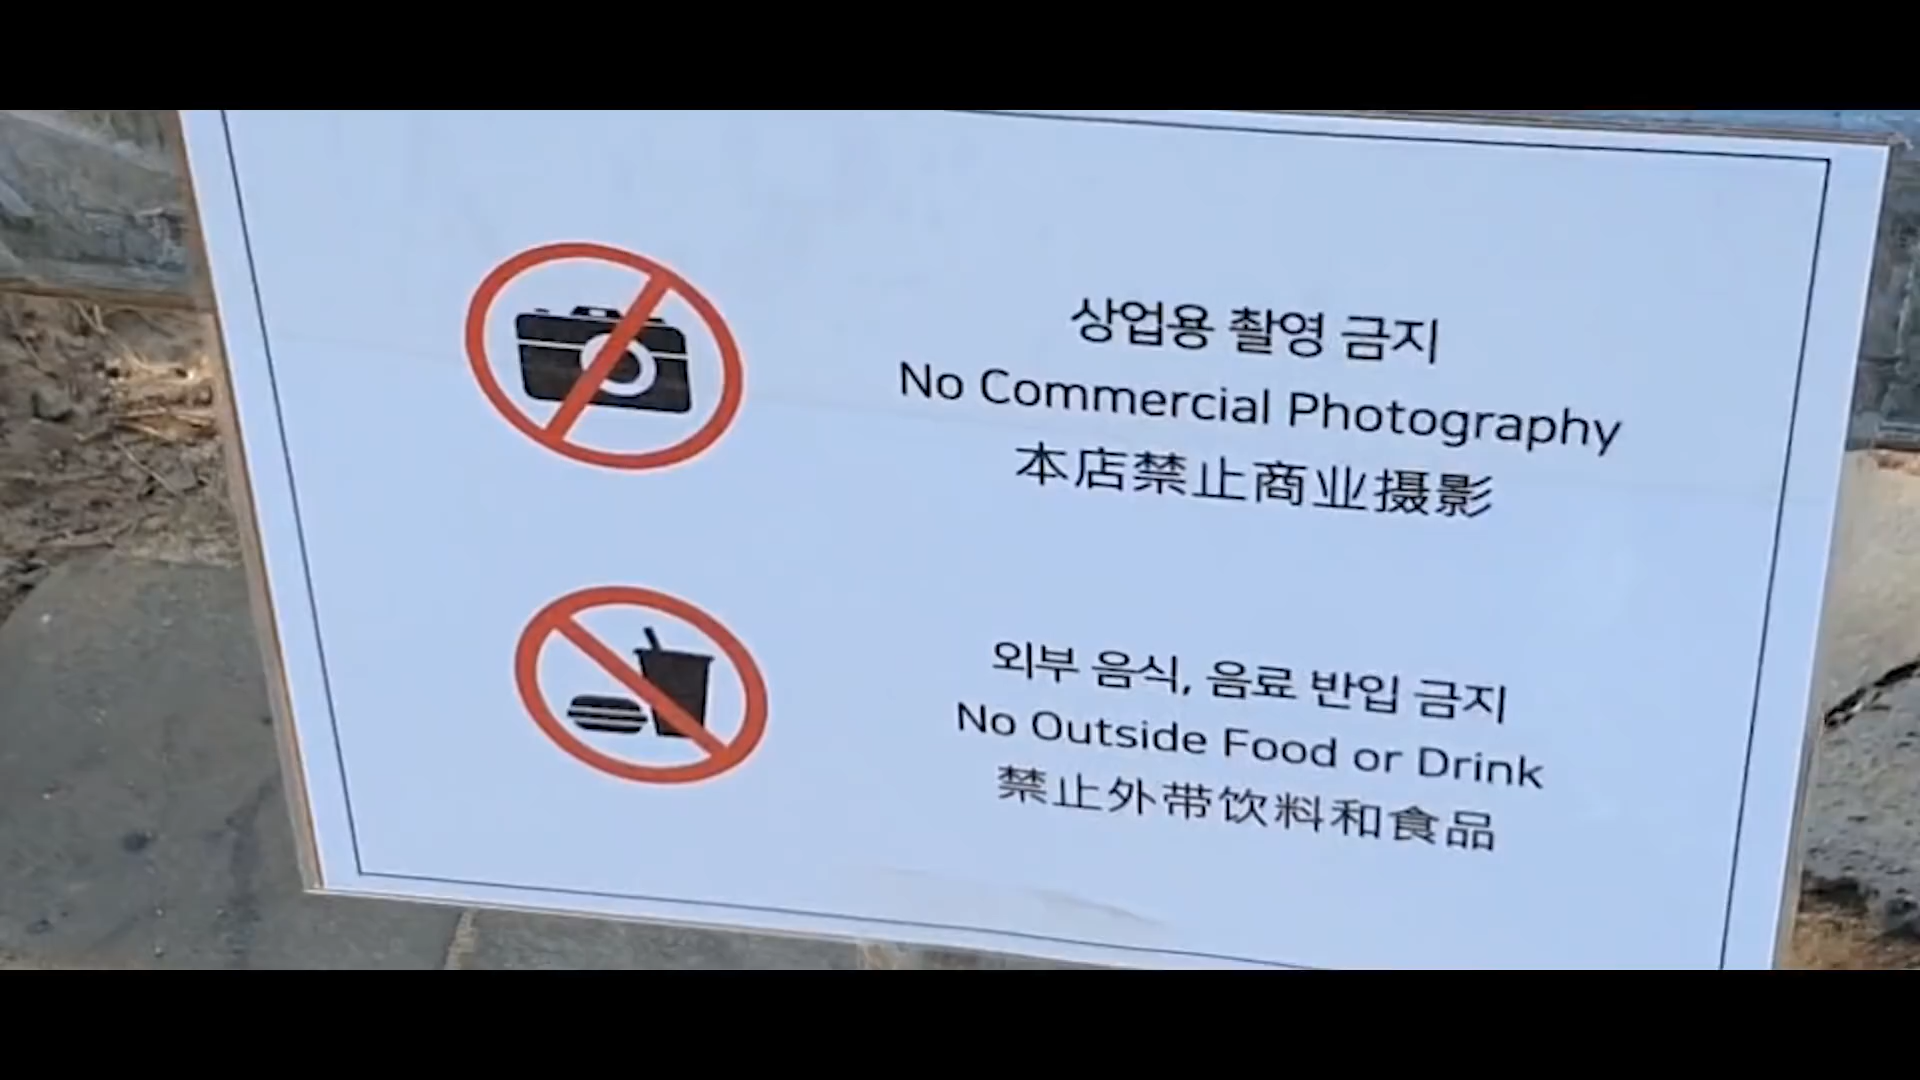 상업용 촬영 금지
No Commercial Photography
本店禁止商业摄影
외부 음식, 음료 반입 금지
No Outside Food or Drink
禁止外带饮料和食品